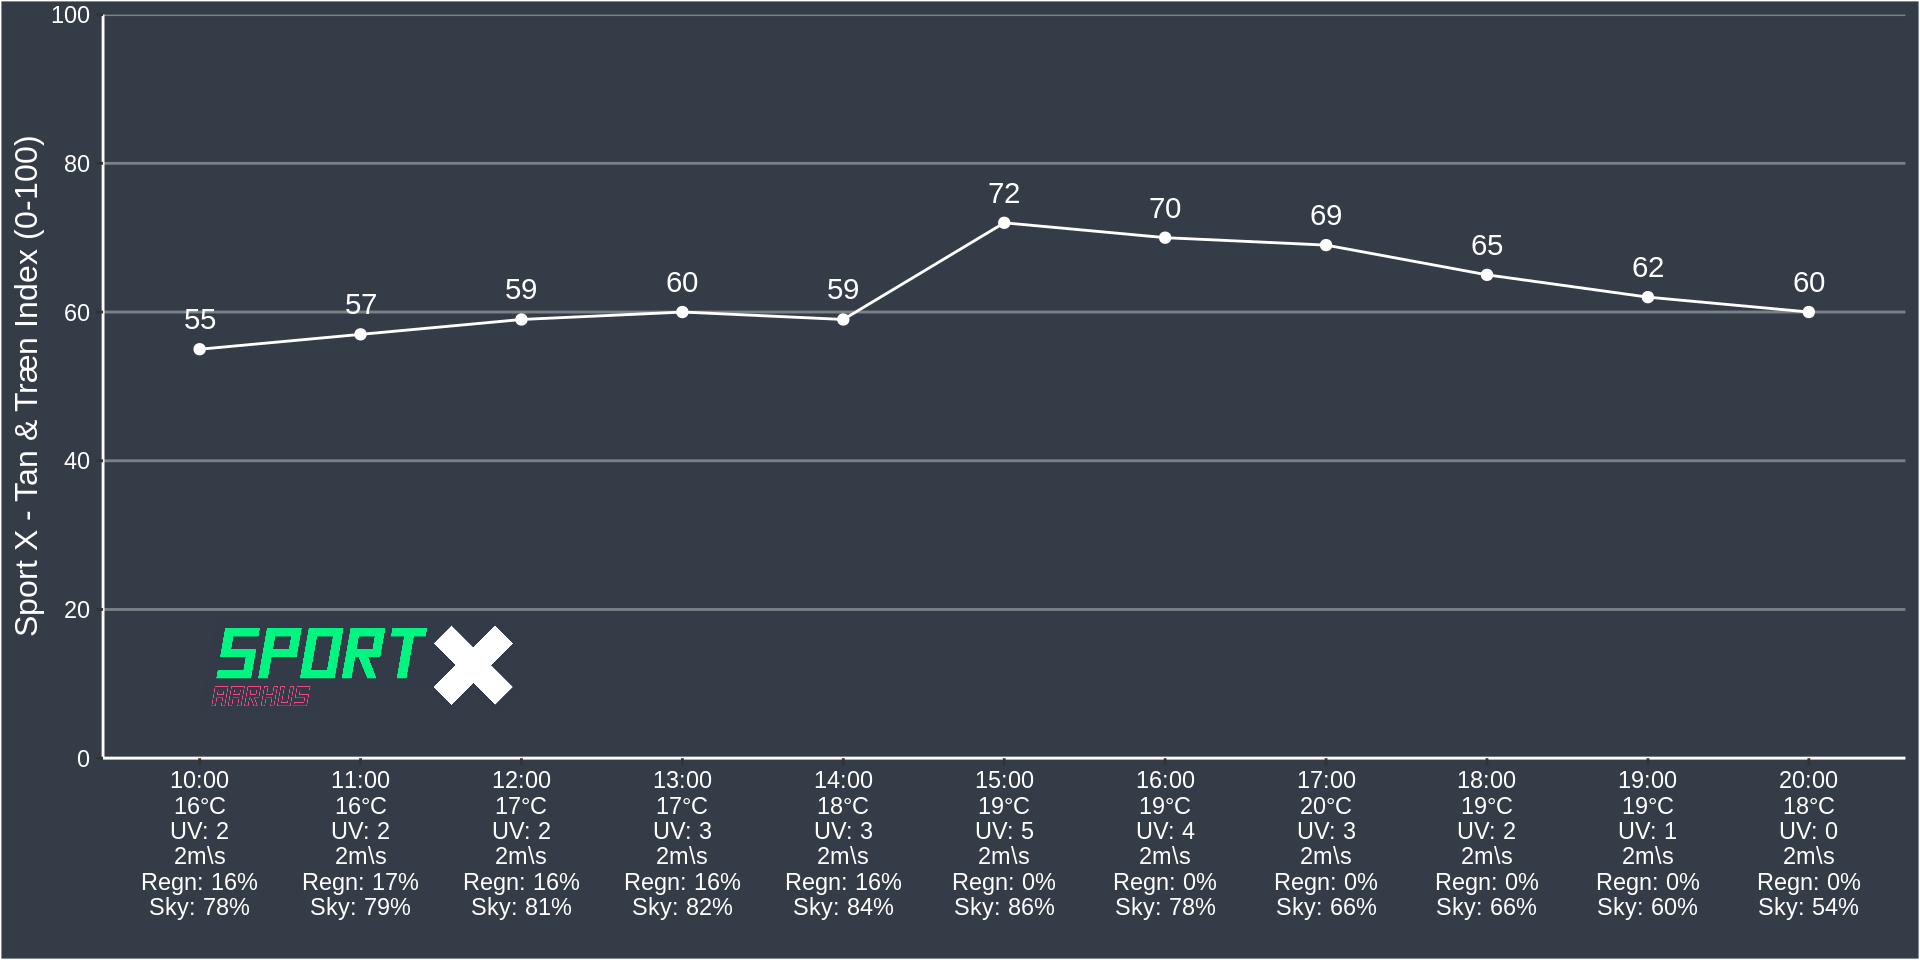 Sport X - Tan & Træn Index (0-100)
100
80
60
40
20
0
55
57
59
60
59
72
70
69
65
62
60
SPORT X
AARHUS
10:00 11:00 12:00 13:00 14:00 15:00 16:00 17:00 18:00 19:00 20:00
16°C 16°C 17°C 17°C 18°C 19°C 19°C 20°C 19°C 19°C 18°C
UV: 2 UV: 2 UV: 2 UV: 3 UV: 3 UV: 5 UV: 4 UV: 3 UV: 2 UV: 1 UV: 0
2m\s 2m\s 2m\s 2m\s 2m\s 2m\s 2m\s 2m\s 2m\s 2m\s 2m\s
Regn: 16% Regn: 17% Regn: 16% Regn: 16% Regn: 16% Regn: 0% Regn: 0% Regn: 0% Regn: 0% Regn: 0% Regn: 0%
Sky: 78% Sky: 79% Sky: 81% Sky: 82% Sky: 84% Sky: 86% Sky: 78% Sky: 66% Sky: 66% Sky: 60% Sky: 54%